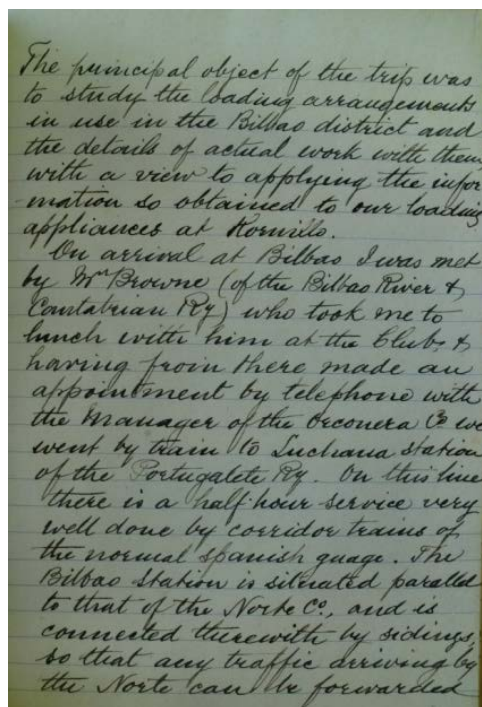 The principal object of the trip was
to study the loading arrangements
in use in the Bilbao district and
the details of actual work with them,
with a view to applying the infor
-mation so obtained to our loading
appliances at Hornillo.
On arrival at Bilbao I was met
by Mr Browne (of the Bilbao River &
Cantabrian Ry) who took me to
lunch with him at the Club, &
having from there made an
appointment by telephone with
the Manager of the Orconera Co we
went by train to Luchana station
of the Portugalete Ry. On this line
there is a half-hour service very
well done by corridor trains of
the normal Spanish guage. The
Bilbao Station is situated parallel
to that of the Norte Co., and is
connected therewith by sidings,
so that any traffic arriving by
the Norte can be forwarded